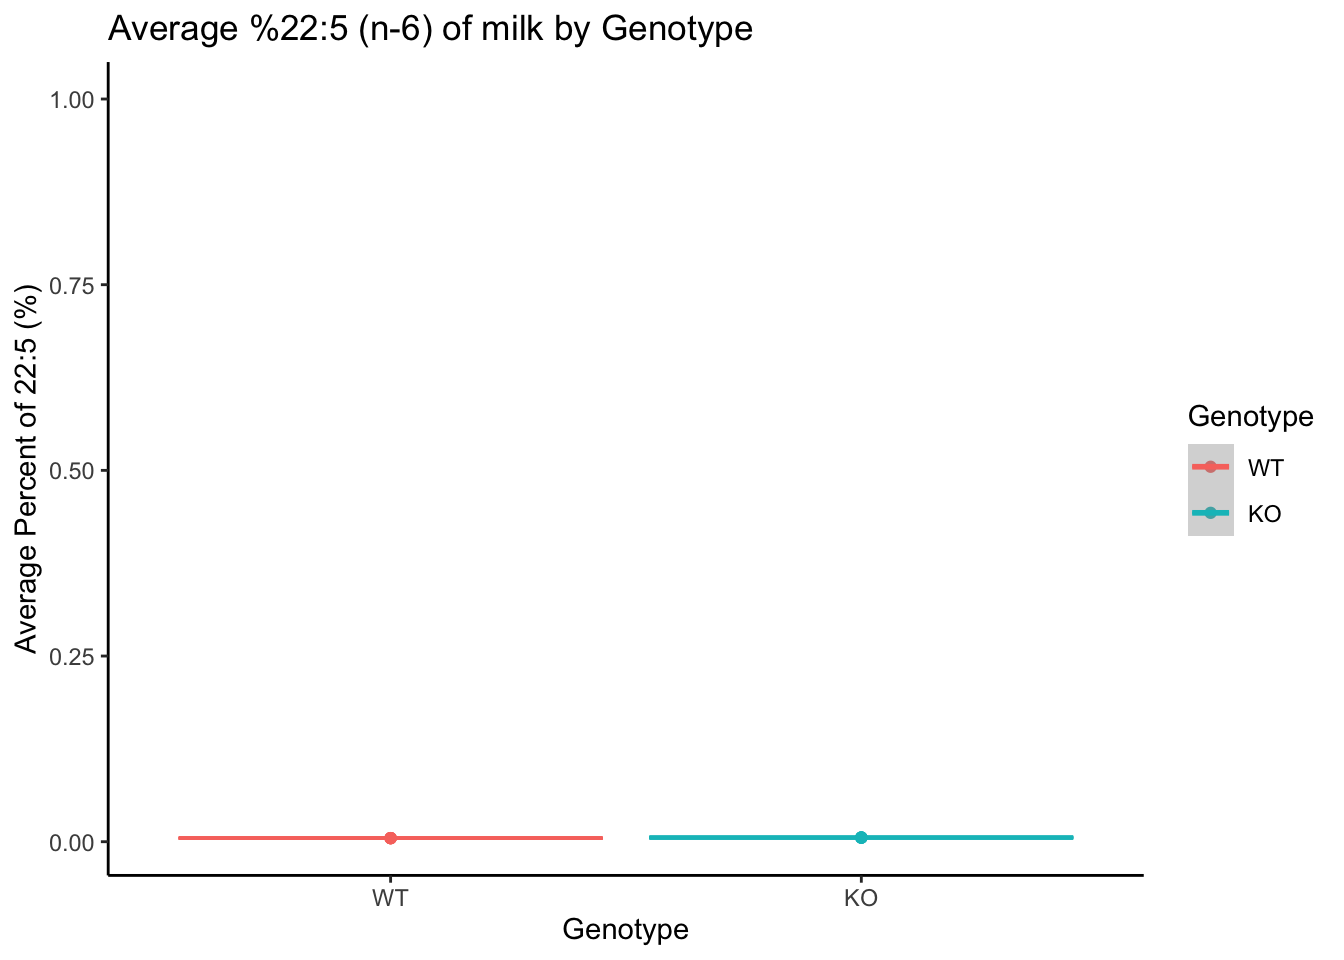 Average %22:5 (n-6) of milk by Genotype
Average Percent of 22:5 (%)
1.00
0.75
0.50
0.25
0.00
WT
KO
Genotype
Genotype
WT
KO